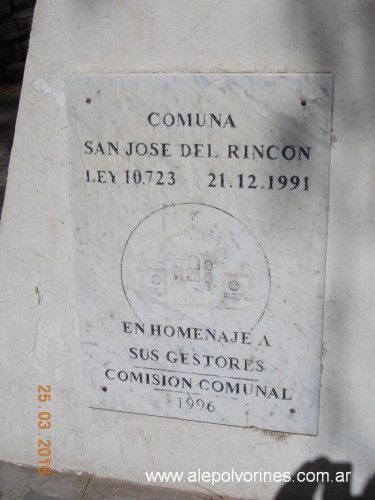 COMUNA
SAN JOSE DEL RINCON
LEY 10.723 21.12.1991
EN HOMENAJE A
SUS GESTORES
COMISION COMUNAL
1996
25.03.2019
www.alepolvorines.com.ar